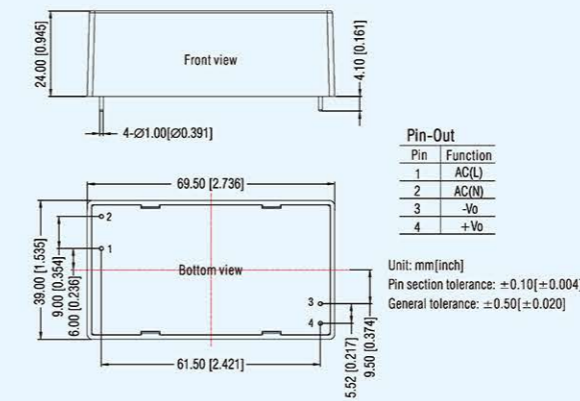 24.00 [0.945]
Front view
4.10 [0.161]
4-Ø1.00[Ø0.391]
Pin-Out
Pin Function
1 AC(L)
2 AC(N)
3 -Vo
4 +Vo
69.50 [2.736]
39.00 [1.535]
9.00 [0.354]
6.00 [0.236]
2
1
Bottom view
3
4
61.50 [2.421]
5.52 [0.217]
9.50 [0.374]
Unit: mm[inch]
Pin section tolerance: ±0.10[±0.004]
General tolerance: ±0.50[±0.020]